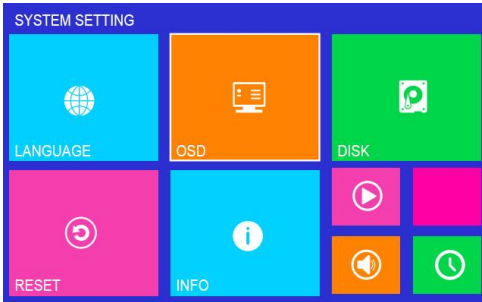 SYSTEM SETTING
LANGUAGE
OSD
DISK
RESET
INFO